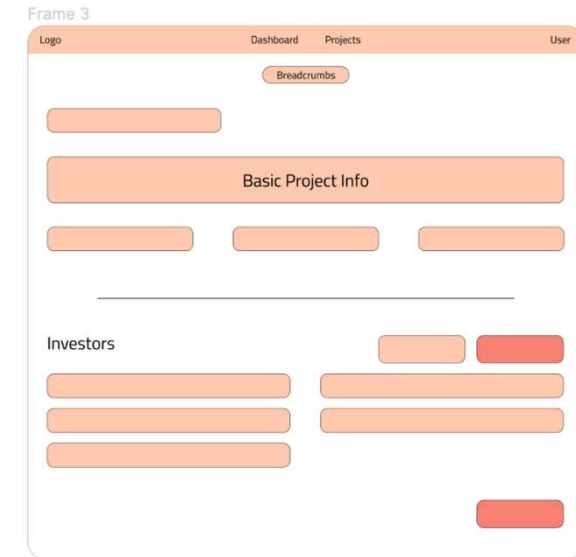 Frame 3
Logo Dashboard Projects User
Breadcrumbs
Basic Project Info
Investors